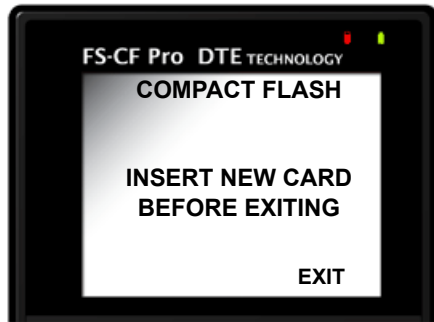 FS-CF Pro DTE TECHNOLOGY
COMPACT FLASH
INSERT NEW CARD
BEFORE EXITING
EXIT